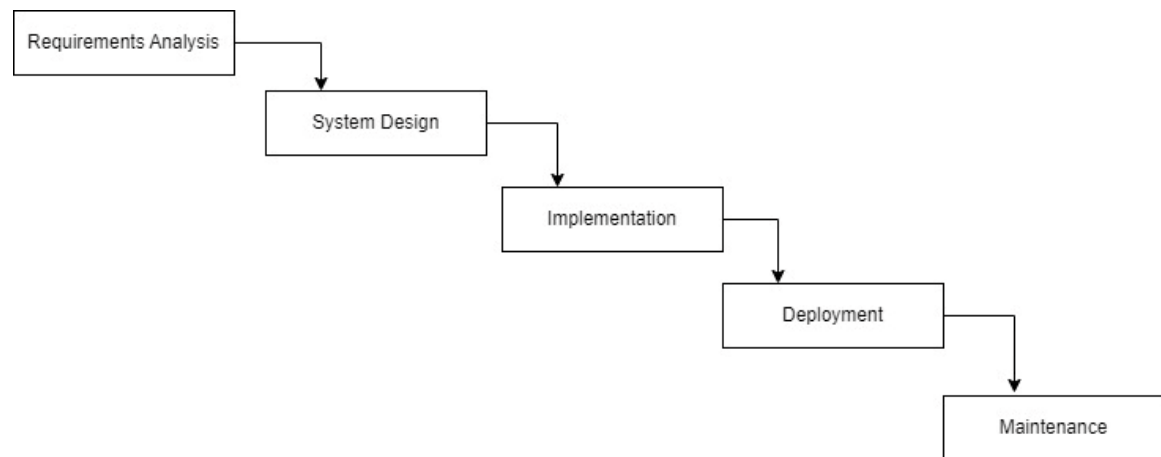 Requirements Analysis
System Design
Implementation
Deployment
Maintenance